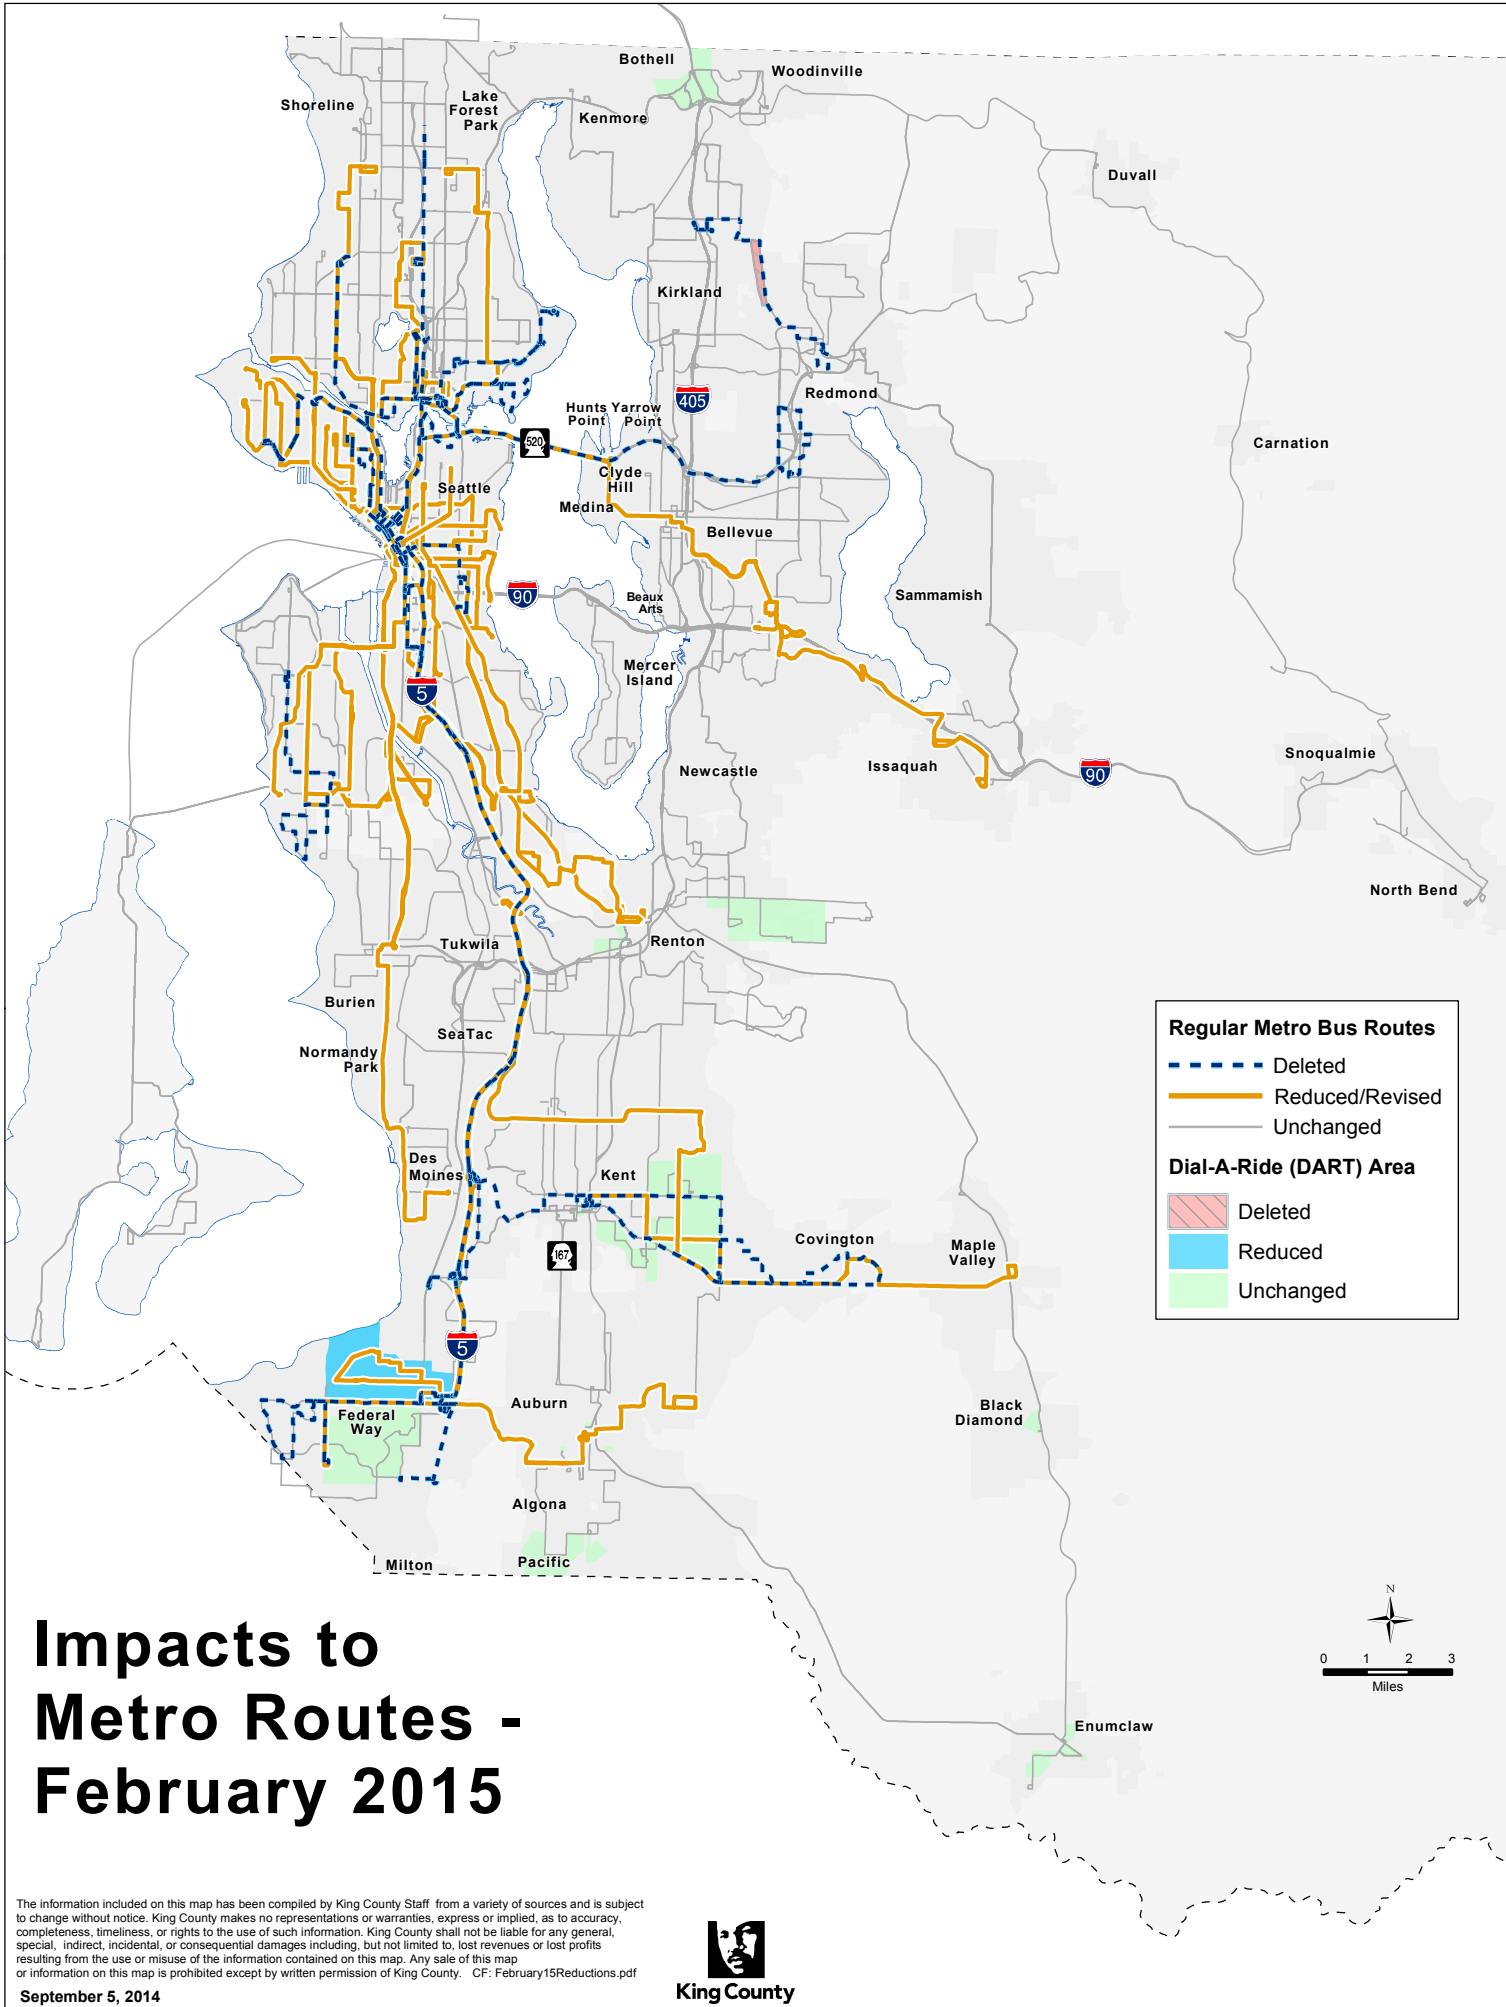 Bothell
Woodinville
Shoreline
Lake
Forest
Park
Kenmore
Duvall
Kirkland
405
Redmond
Hunts
Point
Yarrow
Point
520
Clyde
Hill
Carnation
Seattle
Medina
Bellevue
90
Beaux
Arts
Sammamish
Mercer
Island
5
Newcastle
Issaquah
90
Snoqualmie
North Bend
Tukwila
Renton
Burien
SeaTac
Normandy
Park
Des
Moines
Kent
167
Covington
Maple
Valley
5
Auburn
Federal
Way
Black
Diamond
Algona
Milton
Pacific
Enumclaw
Regular Metro Bus Routes
Deleted
Reduced/Revised
Unchanged
Dial-A-Ride (DART) Area
Deleted
Reduced
Unchanged
N
0 1 2 3
Miles
Impacts to
Metro Routes -
February 2015
The information included on this map has been compiled by King County Staff from a variety of sources and is subject
to change without notice. King County makes no representations or warranties, express or implied, as to accuracy,
completeness, timeliness, or rights to the use of such information. King County shall not be liable for any general,
special, indirect, incidental, or consequential damages including, but not limited to, lost revenues or lost profits
resulting from the use or misuse of the information contained on this map. Any sale of this map
or information on this map is prohibited except by written permission of King County. CF: February15Reductions.pdf
September 5, 2014
King County